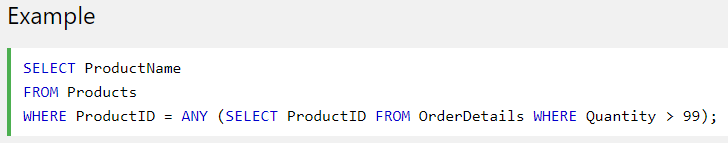 Example
SELECT ProductName
FROM Products
WHERE ProductID = ANY (SELECT ProductID FROM OrderDetails WHERE Quantity > 99);